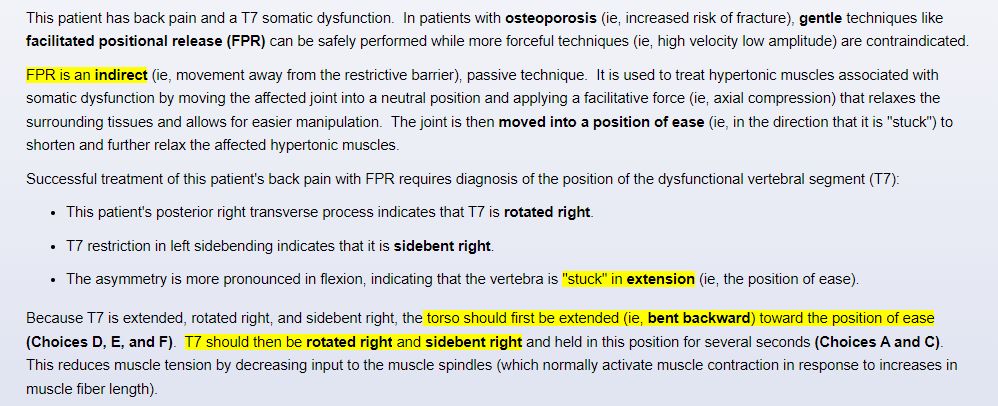 This patient has back pain and a T7 somatic dysfunction. In patients with osteoporosis (ie, increased risk of fracture), gentle techniques like
facilitated positional release (FPR) can be safely performed while more forceful techniques (ie, high velocity low amplitude) are contraindicated.
FPR is an indirect (ie, movement away from the restrictive barrier), passive technique. It is used to treat hypertonic muscles associated with
somatic dysfunction by moving the affected joint into a neutral position and applying a facilitative force (ie, axial compression) that relaxes the
surrounding tissues and allows for easier manipulation. The joint is then moved into a position of ease (ie, in the direction that it is "stuck") to
shorten and further relax the affected hypertonic muscles.
Successful treatment of this patient's back pain with FPR requires diagnosis of the position of the dysfunctional vertebral segment (T7):
• This patient's posterior right transverse process indicates that T7 is rotated right.
• T7 restriction in left sidebending indicates that it is sidebent right.
• The asymmetry is more pronounced in flexion, indicating that the vertebra is "stuck" in extension (ie, the position of ease).
Because T7 is extended, rotated right, and sidebent right, the torso should first be extended (ie, bent backward) toward the position of ease
(Choices D, E, and F). T7 should then be rotated right and sidebent right and held in this position for several seconds (Choices A and C).
This reduces muscle tension by decreasing input to the muscle spindles (which normally activate muscle contraction in response to increases in
muscle fiber length).